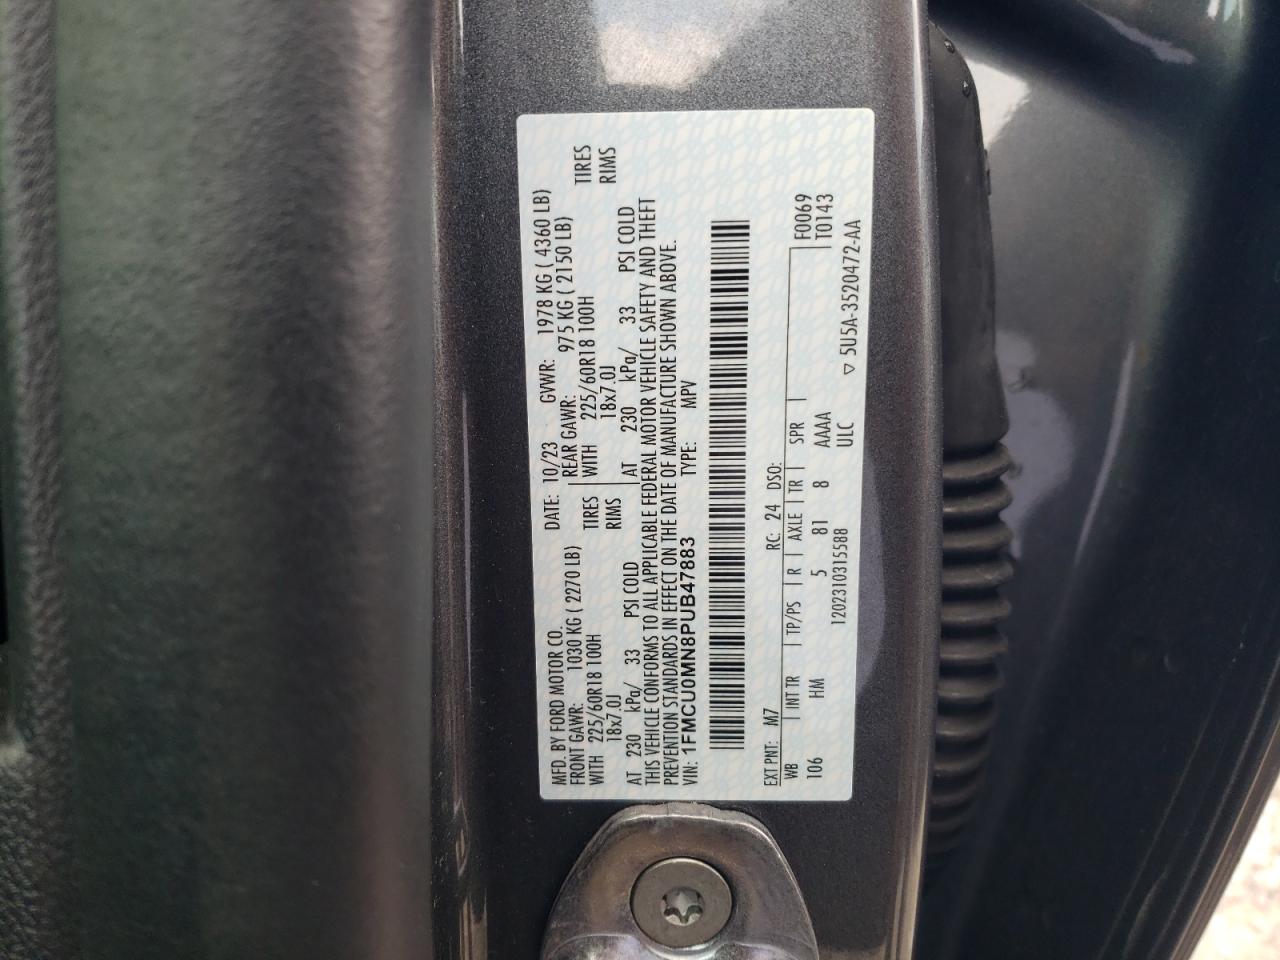 MFD. BY FORD MOTOR CO. DATE: 10/23 GVWR: 1978 KG ( 4360 LB)
FRONT GAWR: 1030 KG ( 2270 LB) REAR GAWR: 975 KG ( 2150 LB)
WITH 225/60R18 100H TIRES WITH 225/60R18 100H TIRES
18x7.0J RIMS 18x7.0J RIMS
AT 230 kPa/ 33 PSI COLD AT 230 kPa/ 33 PSI COLD
THIS VEHICLE CONFORMS TO ALL APPLICABLE FEDERAL MOTOR VEHICLE SAFETY AND THEFT
PREVENTION STANDARDS IN EFFECT ON THE DATE OF MANUFACTURE SHOWN ABOVE.
VIN: 1FMCU0MN8PUB47883 TYPE: MPV
EXT PNT: M7 RC: 24 DSO: F0069
WB INT TR TP/PS R AXLE TR SPR T0143
106 HM 5 81 8 AAAA
1202310315588 ULC ▽ 5U5A-3520472-AA